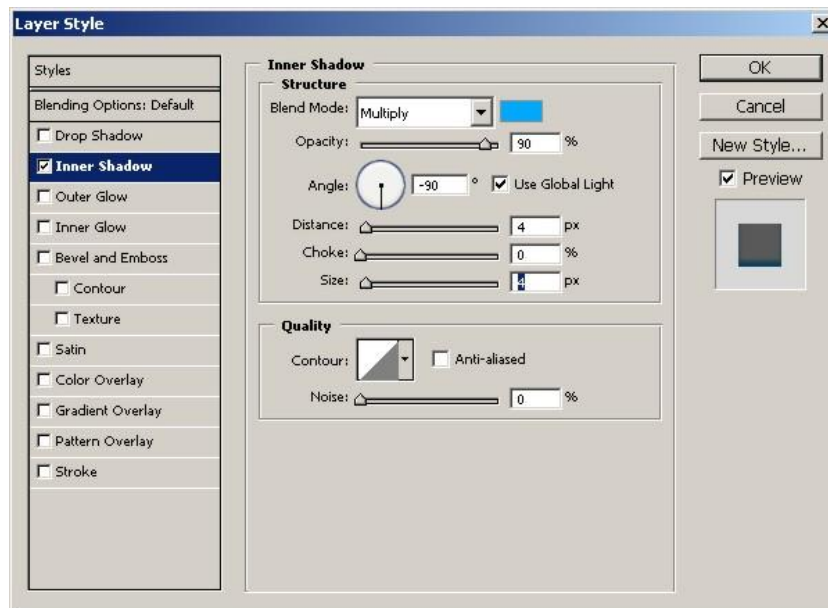 Layer Style
Styles
Blending Options: Default
Drop Shadow
Inner Shadow
Outer Glow
Inner Glow
Bevel and Emboss
Contour
Texture
Satin
Color Overlay
Gradient Overlay
Pattern Overlay
Stroke
Inner Shadow
Structure
Blend Mode: Multiply
Opacity: 90 %
Angle: -90 ° Use Global Light
Distance: 4 px
Choke: 0 %
Size: 4 px
Quality
Contour: Anti-aliased
Noise: 0 %
OK
Cancel
New Style...
Preview